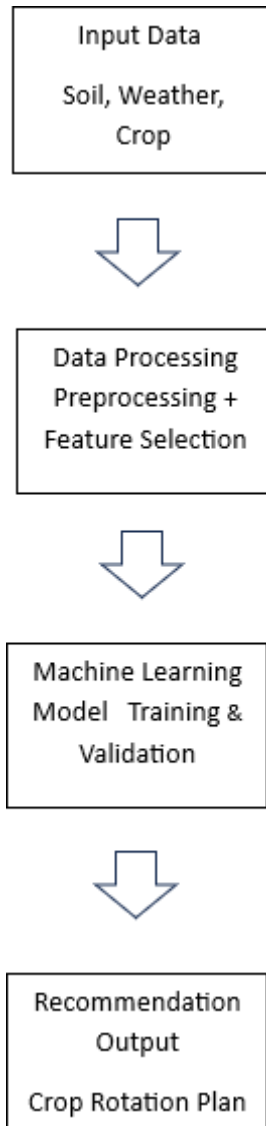 Input Data
Soil, Weather,
Crop
Data Processing
Preprocessing +
Feature Selection
Machine Learning
Model Training &
Validation
Recommendation
Output
Crop Rotation Plan